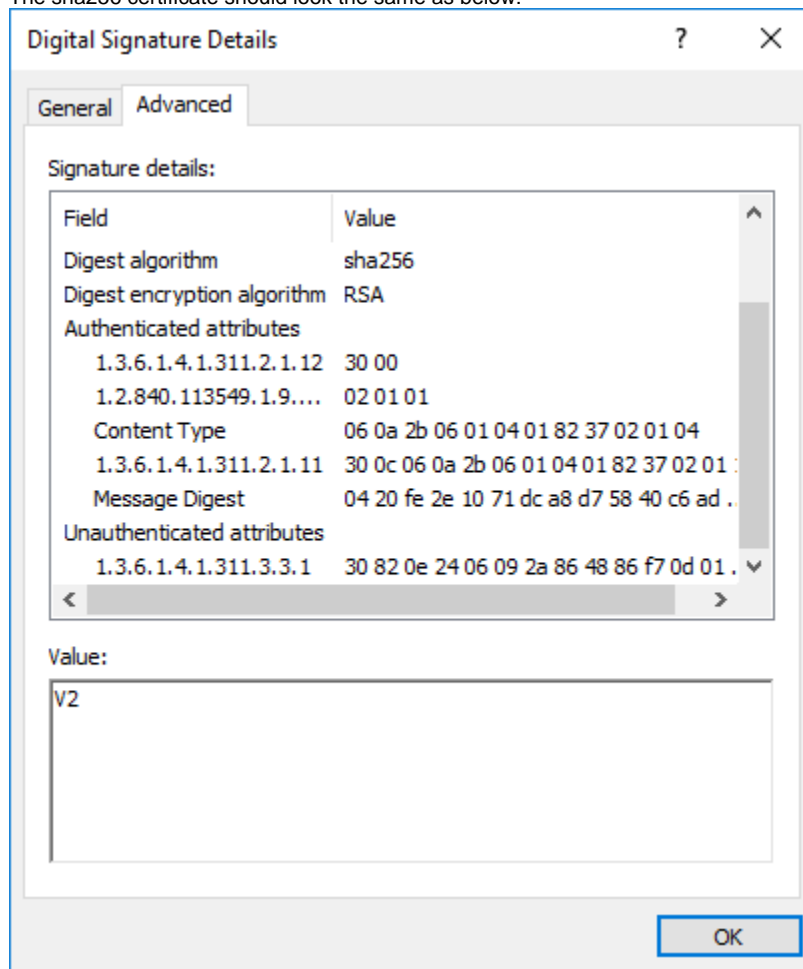 The sha256 certificate should look the same as below.
Digital Signature Details ? ×
General Advanced
Signature details:
Field Value
Digest algorithm sha256
Digest encryption algorithm RSA
Authenticated attributes
1.3.6.1.4.1.311.2.1.12 30 00
1.2.840.113549.1.9.... 02 01 01
Content Type 06 0a 2b 06 01 04 01 82 37 02 01 04
1.3.6.1.4.1.311.2.1.11 30 0c 06 0a 2b 06 01 04 01 82 37 02 01
Message Digest 04 20 fe 2e 10 71 dc a8 d7 58 40 c6 ad ..
Unauthenticated attributes
1.3.6.1.4.1.311.3.3.1 30 82 0e 24 06 09 2a 86 48 86 f7 0d 01 ..
Value:
V2
OK